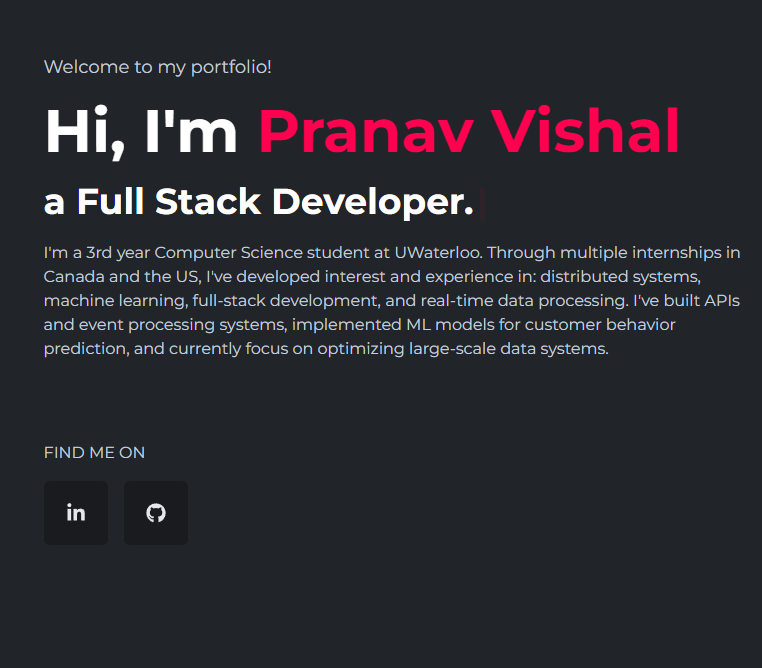 Welcome to my portfolio!
Hi, I'm Pranav Vishal
a Full Stack Developer.
I'm a 3rd year Computer Science student at UWaterloo. Through multiple internships in
Canada and the US, I've developed interest and experience in: distributed systems,
machine learning, full-stack development, and real-time data processing. I've built APIs
and event processing systems, implemented ML models for customer behavior
prediction, and currently focus on optimizing large-scale data systems.
FIND ME ON
in